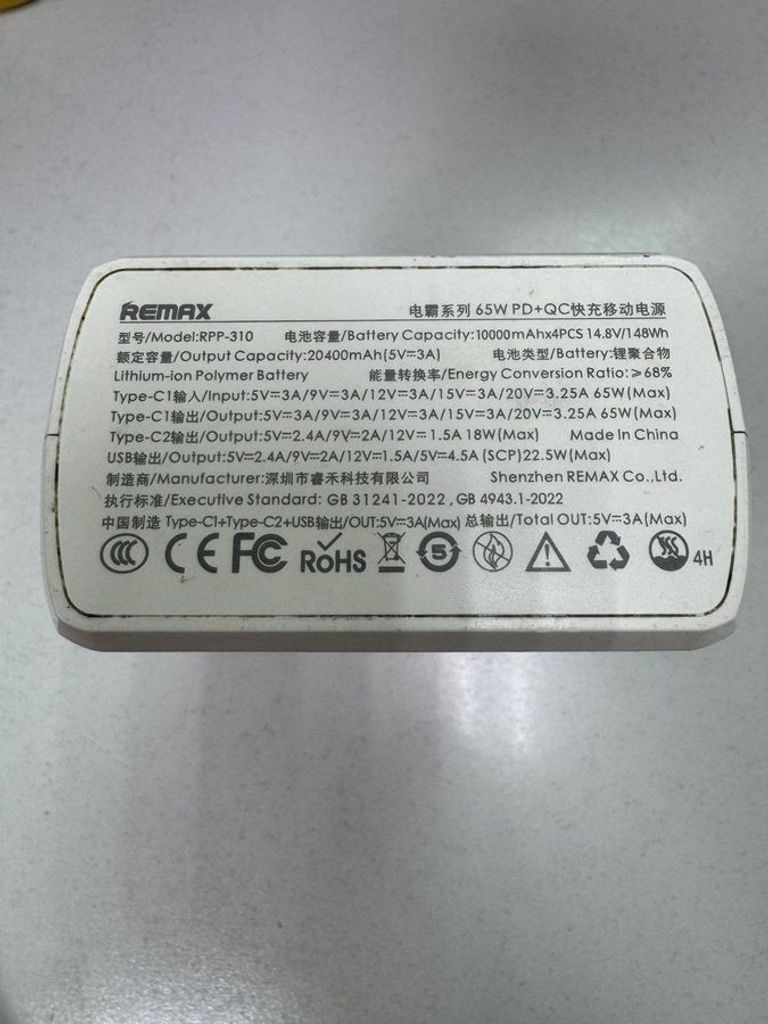 REMAX 电霸系列 65W PD+QC快充移动电源
型号/Model:RPP-310 电池容量/Battery Capacity:10000mAhx4PCS 14.8V/148Wh
额定容量/Output Capacity:20400mAh(5V⎓3A) 电池类型/Battery:锂聚合物
Lithium-ion Polymer Battery 能量转换率/Energy Conversion Ratio:≥68%
Type-C1输入/Input:5V⎓3A/9V⎓3A/12V⎓3A/15V⎓3A/20V⎓3.25A 65W(Max)
Type-C1输出/Output:5V⎓3A/9V⎓3A/12V⎓3A/15V⎓3A/20V⎓3.25A 65W(Max)
Type-C2输出/Output:5V⎓2.4A/9V⎓2A/12V⎓1.5A 18W(Max) Made In China
USB输出/Output:5V⎓2.4A/9V⎓2A/12V⎓1.5A/5V⎓4.5A (SCP)22.5W(Max)
制造商/Manufacturer:深圳市睿禾科技有限公司 Shenzhen REMAX Co.,Ltd.
执行标准/Executive Standard: GB 31241-2022 , GB 4943.1-2022
中国制造 Type-C1+Type-C2+USB输出/OUT:5V⎓3A(Max) 总输出/Total OUT:5V⎓3A(Max)
CCC CE FC RoHS 5 4H